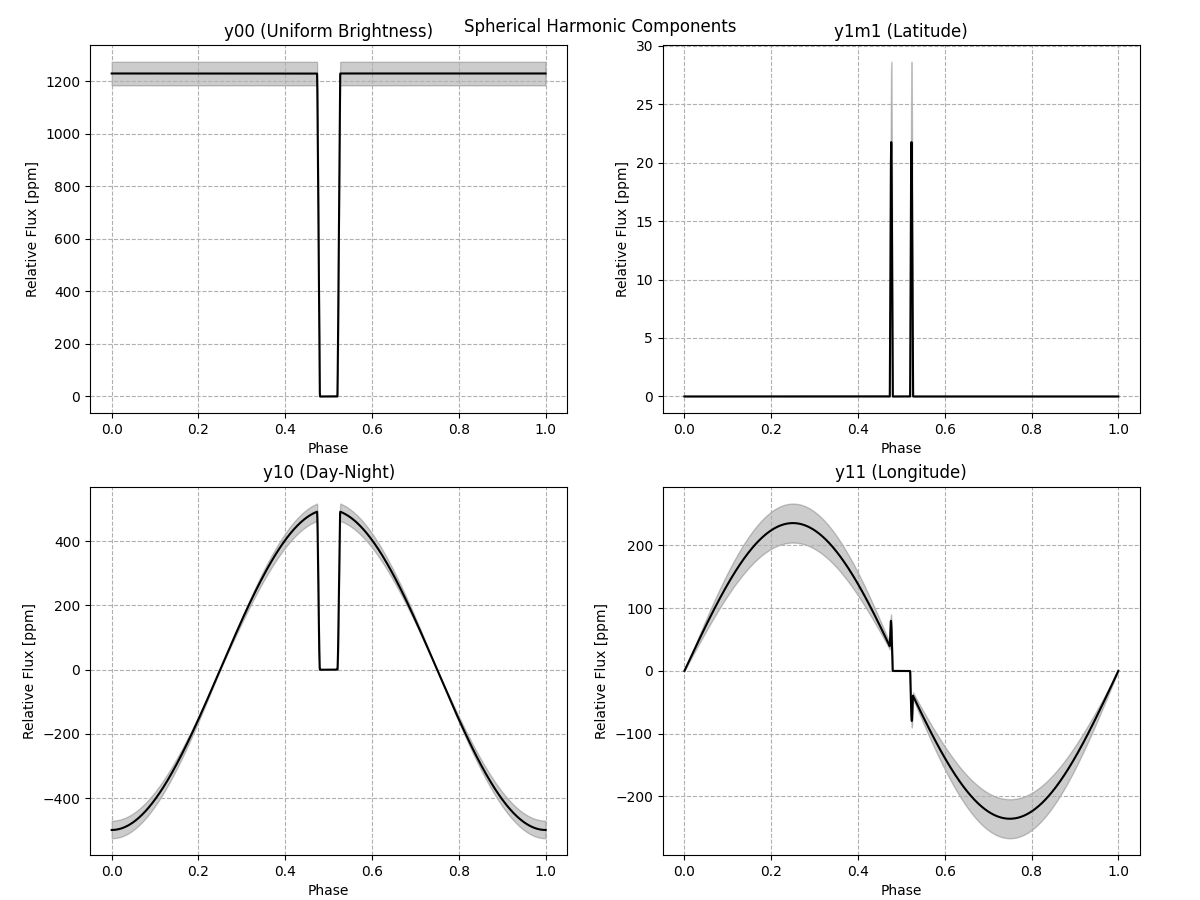 Spherical Harmonic Components
y00 (Uniform Brightness)
Relative Flux [ppm]
1200
1000
800
600
400
200
0
0.0 0.2 0.4 0.6 0.8 1.0
Phase
y1m1 (Latitude)
Relative Flux [ppm]
30
25
20
15
10
5
0
0.0 0.2 0.4 0.6 0.8 1.0
Phase
y10 (Day-Night)
Relative Flux [ppm]
400
200
0
−200
−400
0.0 0.2 0.4 0.6 0.8 1.0
Phase
y11 (Longitude)
Relative Flux [ppm]
200
100
0
−100
−200
0.0 0.2 0.4 0.6 0.8 1.0
Phase